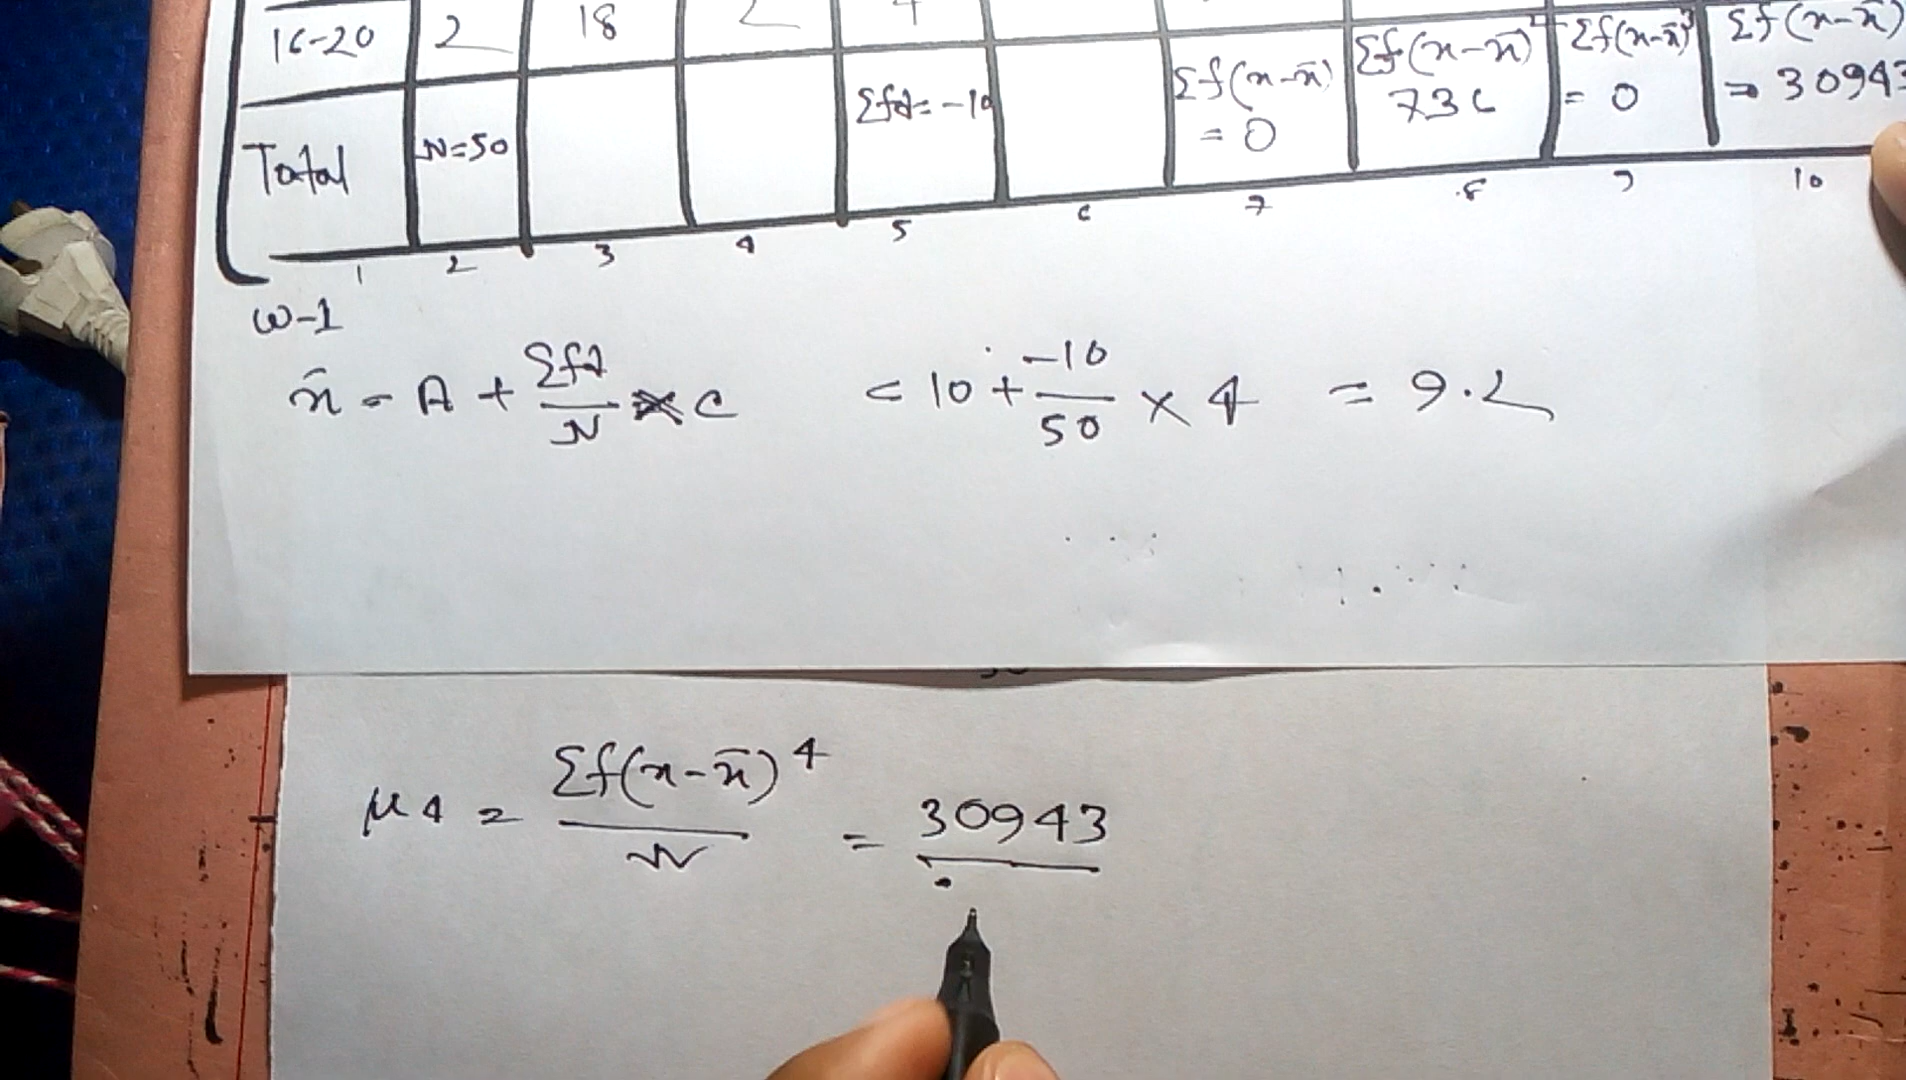 16-20 2 18 2 4
Total N=50 Σfd=-10 Σf(x-x̄) = 0 Σf(x-x̄)² 736 Σf(x-x̄)³ = 0 Σf(x-x̄) = 30943
1 2 3 4 5 6 7 8 9 10
W-1
x̄ = A + Σfd/N × C = 10 + -10/50 × 4 = 9.2
μ4 = Σf(x-x̄)⁴/N = 30943